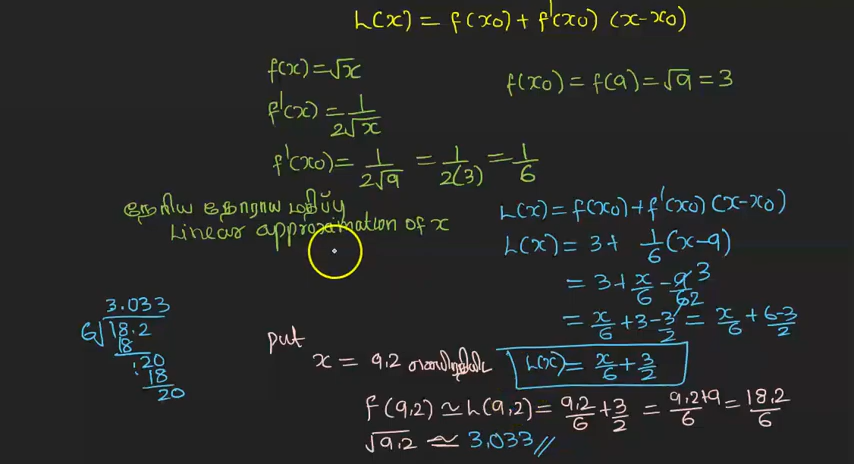 L(x) = f(x₀) + f'(x₀) (x-x₀)
f(x) = √x
f(x₀) = f(9) = √9 = 3
f'(x) = 1/2√x
f'(x₀) = 1/2√9 = 1/2(3) = 1/6
நேரிய தோராய மதிப்பு
Linear approximation of x
L(x) = f(x₀) + f'(x₀) (x-x₀)
L(x) = 3 + 1/6 (x-9)
= 3 + x/6 - 9/6 3 2
= x/6 + 3 - 3/2 = x/6 + 6-3/2
L(x) = x/6 + 3/2
3.033
6 18.2
18
20
18
20
put
x = 9.2
f(9.2) ≃ L(9.2) = 9.2/6 + 3/2 = 9.2+9/6 = 18.2/6
√9.2 ≃ 3.033 //